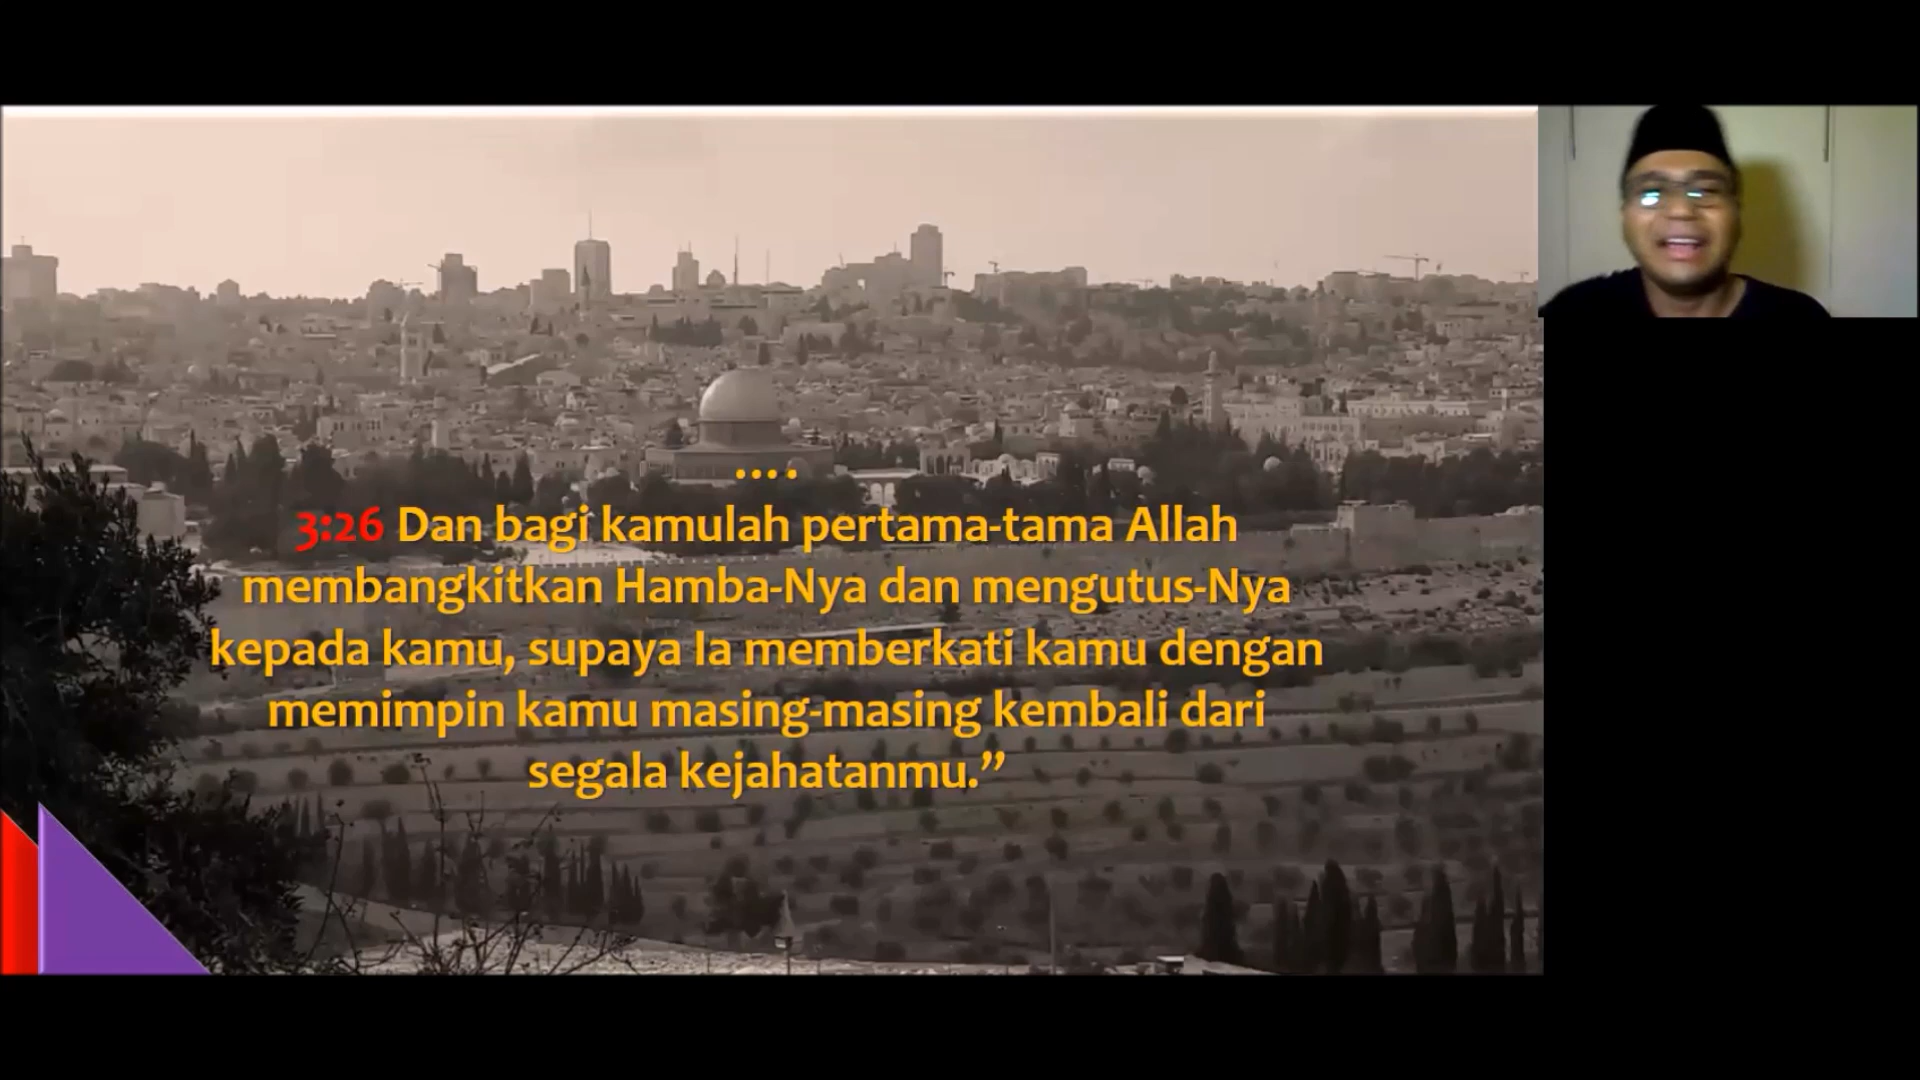 ....
3:26 Dan bagi kamulah pertama-tama Allah
membangkitkan Hamba-Nya dan mengutus-Nya
kepada kamu, supaya Ia memberkati kamu dengan
memimpin kamu masing-masing kembali dari
segala kejahatanmu.”